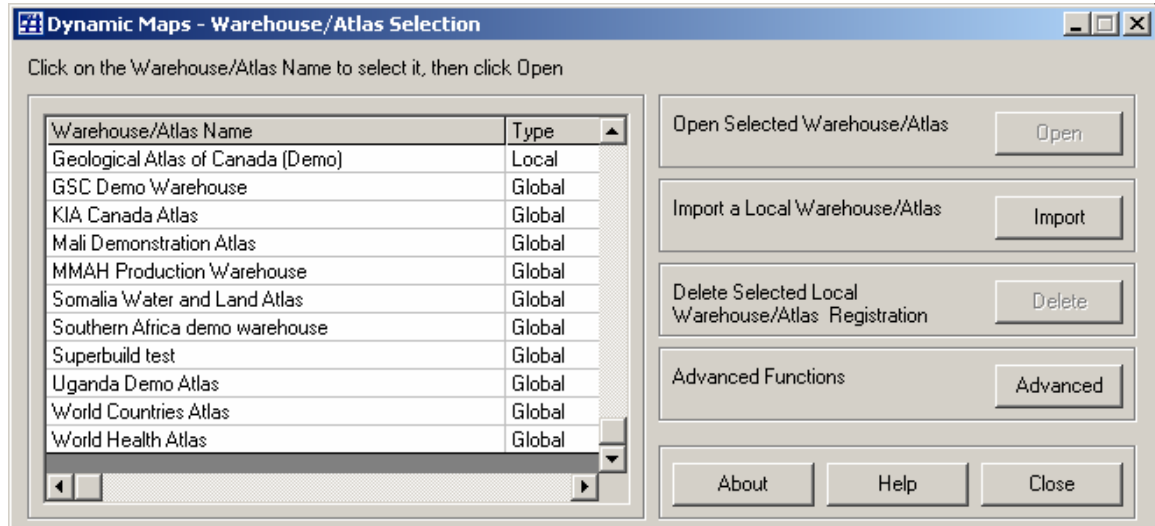 Dynamic Maps - Warehouse/Atlas Selection
Click on the Warehouse/Atlas Name to select it, then click Open
Warehouse/Atlas Name Type
Geological Atlas of Canada (Demo) Local
GSC Demo Warehouse Global
KIA Canada Atlas Global
Mali Demonstration Atlas Global
MMAH Production Warehouse Global
Somalia Water and Land Atlas Global
Southern Africa demo warehouse Global
Superbuild test Global
Uganda Demo Atlas Global
World Countries Atlas Global
World Health Atlas Global
Open Selected Warehouse/Atlas Open
Import a Local Warehouse/Atlas Import
Delete Selected Local
Warehouse/Atlas Registration Delete
Advanced Functions Advanced
About Help Close